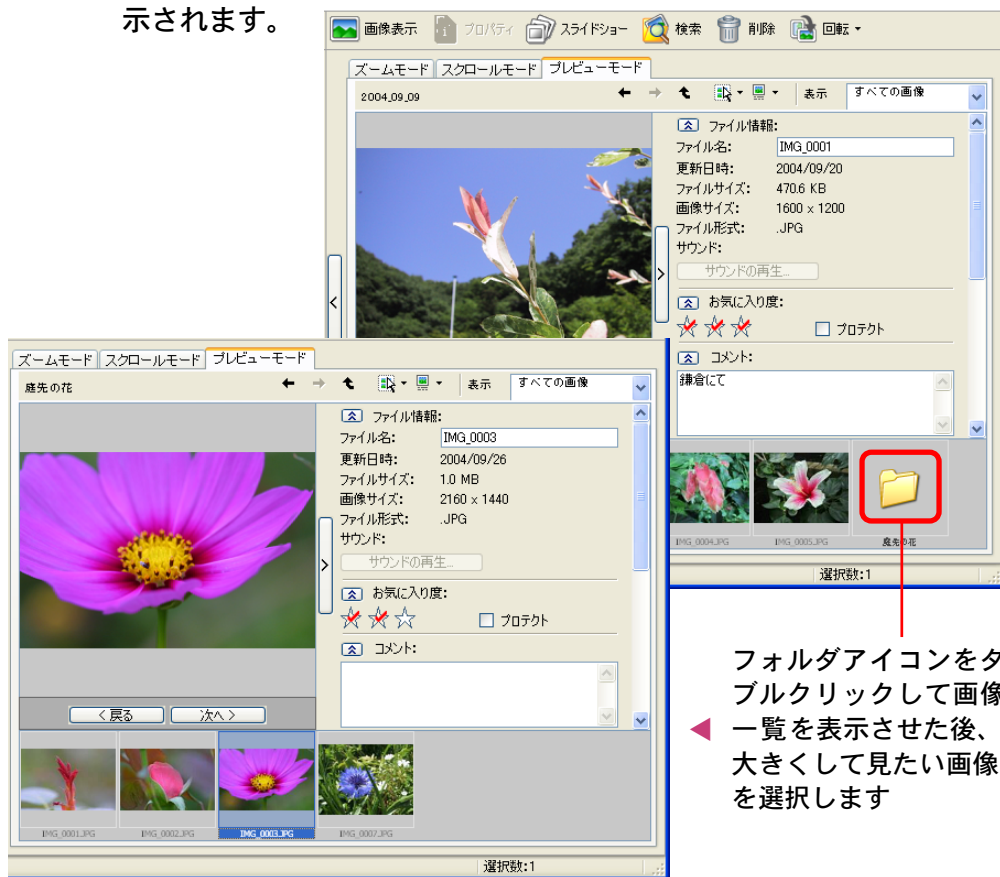 示されます。
画像表示 プロパティ スライドショー 検索 削除 回転
ズームモード スクロールモード プレビューモード
2004_09_09 表示 すべての画像
ファイル情報:
ファイル名: IMG_0001
更新日時: 2004/09/20
ファイルサイズ: 470.6 KB
画像サイズ: 1600 x 1200
ファイル形式: .JPG
サウンド:
サウンドの再生...
お気に入り度:
プロテクト
コメント:
鎌倉にて
IMG_0004.JPG IMG_0005.JPG 庭先の花
選択数:1
ズームモード スクロールモード プレビューモード
庭先の花 表示 すべての画像
ファイル情報:
ファイル名: IMG_0003
更新日時: 2004/09/26
ファイルサイズ: 1.0 MB
画像サイズ: 2160 x 1440
ファイル形式: .JPG
サウンド:
サウンドの再生...
お気に入り度:
プロテクト
コメント:
<戻る 次へ>
IMG_0001.JPG IMG_0002.JPG IMG_0003.JPG IMG_0007.JPG
選択数:1
フォルダアイコンをダ
ブルクリックして画像
一覧を表示させた後、
大きくして見たい画像
を選択します